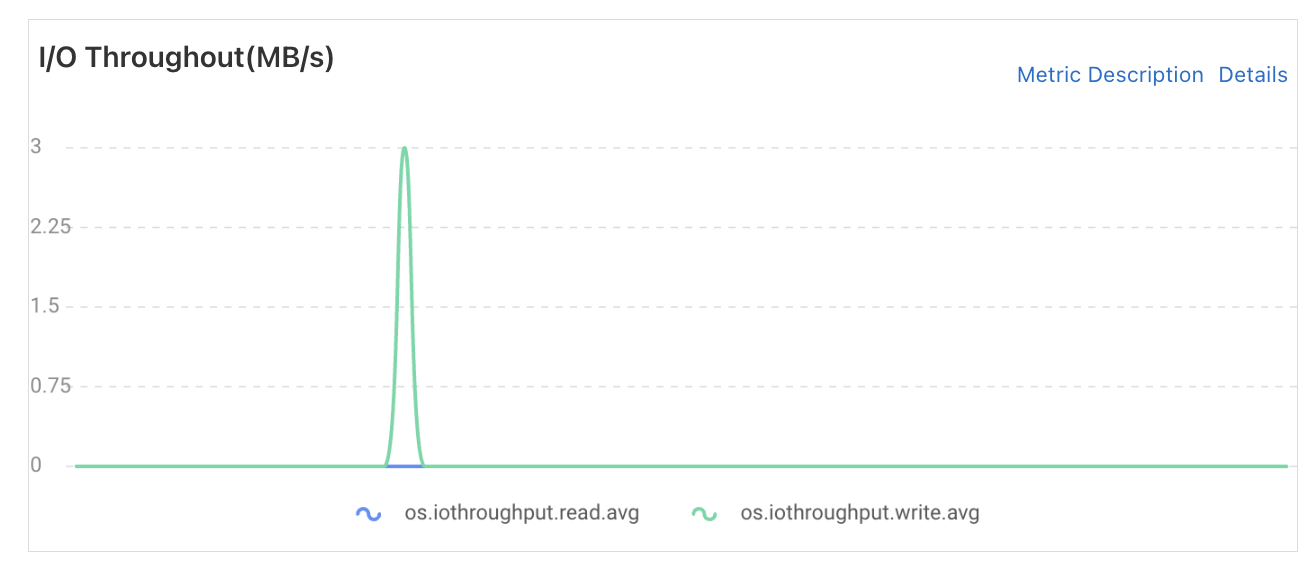 I/O Throughout(MB/s)
Metric Description Details
3
2.25
1.5
0.75
0
os.iothroughput.read.avg os.iothroughput.write.avg